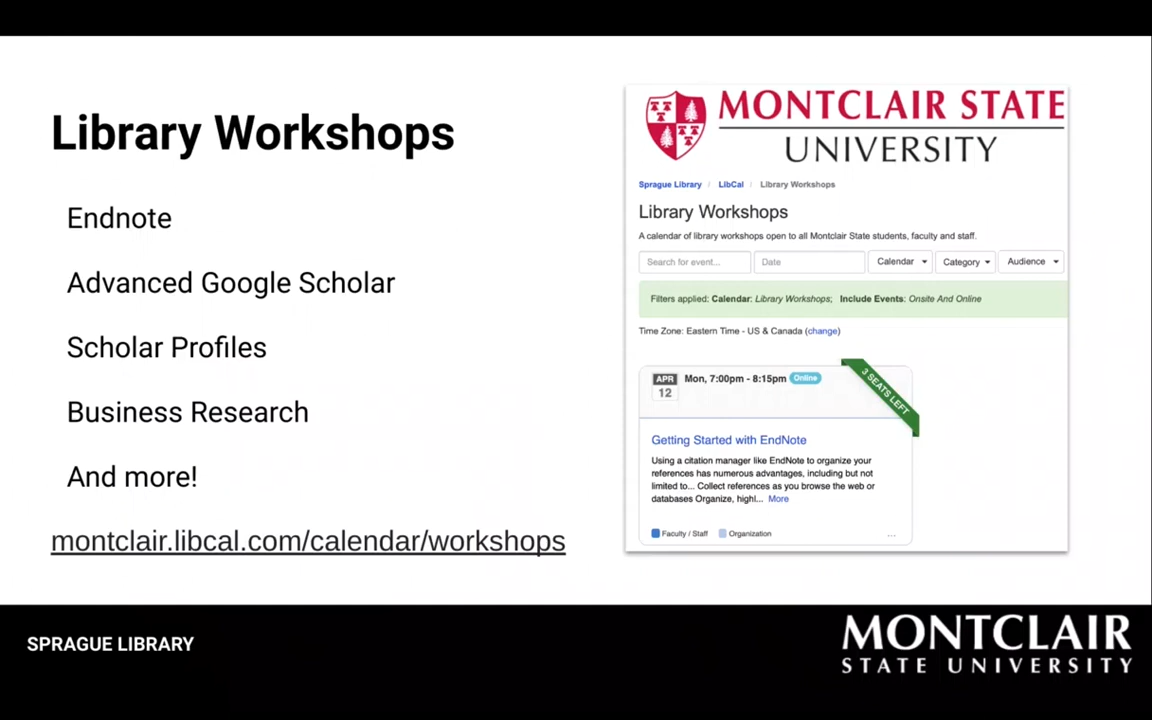 Library Workshops
Endnote
Advanced Google Scholar
Scholar Profiles
Business Research
And more!
montclair.libcal.com/calendar/workshops
MONTCLAIR STATE
UNIVERSITY
Sprague Library / LibCal / Library Workshops
Library Workshops
A calendar of library workshops open to all Montclair State students, faculty and staff.
Search for event... Date Calendar Category Audience
Filters applied: Calendar: Library Workshops; Include Events: Onsite And Online
Time Zone: Eastern Time - US & Canada (change)
APR
12
Mon, 7:00pm - 8:15pm Online
3 SEATS LEFT
Getting Started with EndNote
Using a citation manager like EndNote to organize your
references has numerous advantages, including but not
limited to... Collect references as you browse the web or
databases Organize, highl... More
Faculty / Staff Organization ...
SPRAGUE LIBRARY
MONTCLAIR
STATE UNIVERSITY